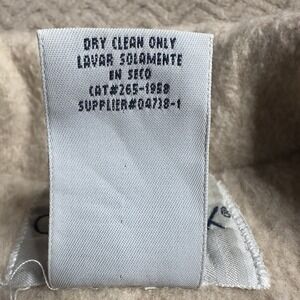 DRY CLEAN ONLY
LAVAR SOLAMENTE
EN SECO
CAT#265-1958
SUPPLIER#04738-1